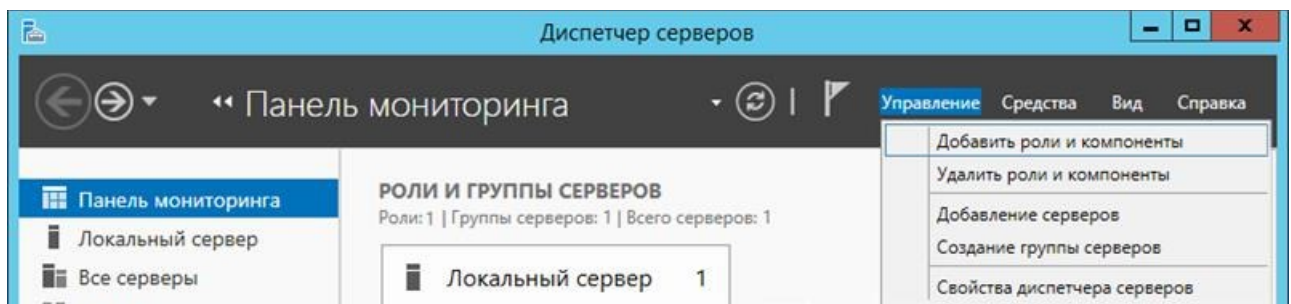 Диспетчер серверов
Панель мониторинга
Управление Средства Вид Справка
Добавить роли и компоненты
Удалить роли и компоненты
Добавление серверов
Создание группы серверов
Свойства диспетчера серверов
Панель мониторинга
Локальный сервер
Все серверы
РОЛИ И ГРУППЫ СЕРВЕРОВ
Роли: 1 | Группы серверов: 1 | Всего серверов: 1
Локальный сервер 1